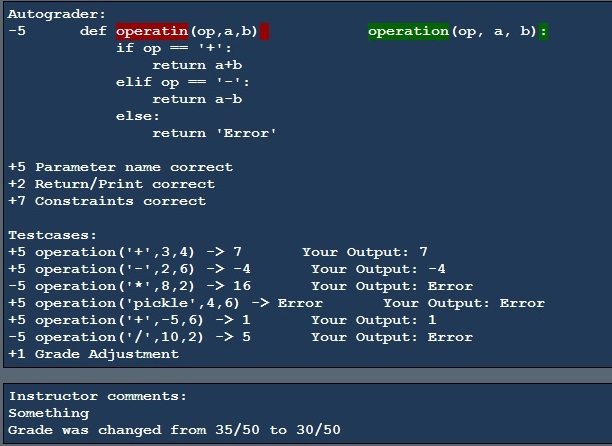 Autograder:
-5 def operatin(op,a,b) operation(op, a, b):
if op == '+':
return a+b
elif op == '-':
return a-b
else:
return 'Error'
+5 Parameter name correct
+2 Return/Print correct
+7 Constraints correct
Testcases:
+5 operation('+',3,4) -> 7 Your Output: 7
+5 operation('-',2,6) -> -4 Your Output: -4
-5 operation('*',8,2) -> 16 Your Output: Error
+5 operation('pickle',4,6) -> Error Your Output: Error
+5 operation('+',-5,6) -> 1 Your Output: 1
-5 operation('/',10,2) -> 5 Your Output: Error
+1 Grade Adjustment
Instructor comments:
Something
Grade was changed from 35/50 to 30/50